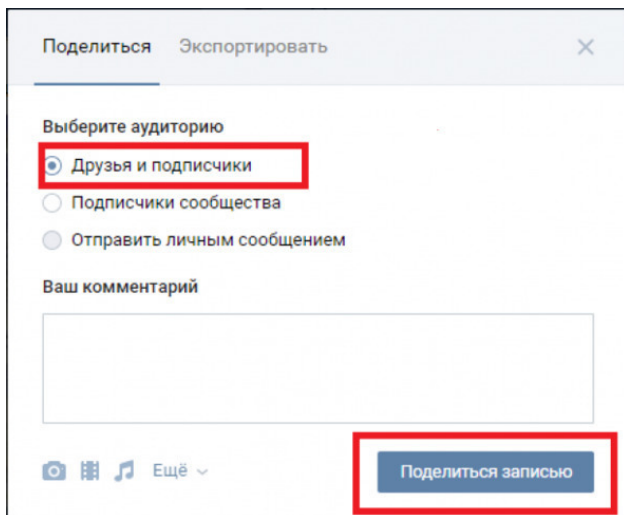 Поделиться Экспортировать
Выберите аудиторию
Друзья и подписчики
Подписчики сообщества
Отправить личным сообщением
Ваш комментарий
Ещё
Поделиться записью